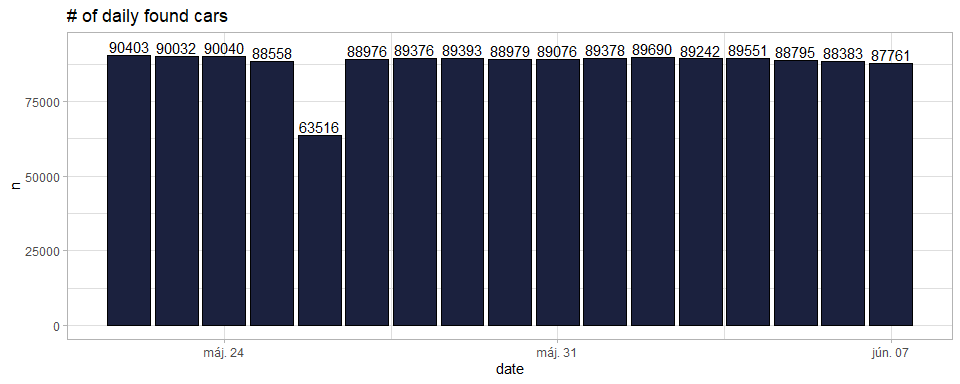 # of daily found cars
90403 90032 90040 88558 63516 88976 89376 89393 88979 89076 89378 89690 89242 89551 88795 88383 87761
75000
50000
25000
0
n
máj. 24 máj. 31 jún. 07
date